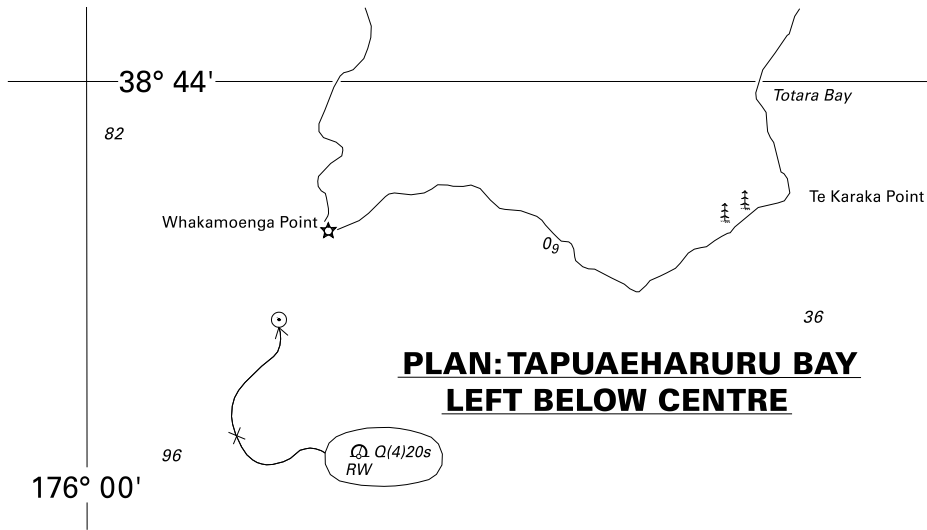 38° 44'
Totara Bay
82
Te Karaka Point
Whakamoenga Point
0₉
36
PLAN: TAPUAEHARURU BAY
LEFT BELOW CENTRE
Q(4)20s
RW
96
176° 00'